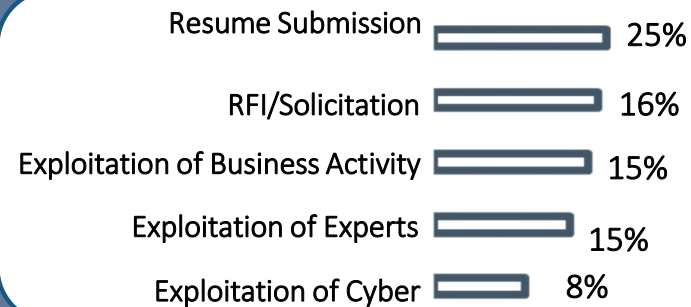 Resume Submission 25%
RFI/Solicitation 16%
Exploitation of Business Activity 15%
Exploitation of Experts 15%
Exploitation of Cyber 8%